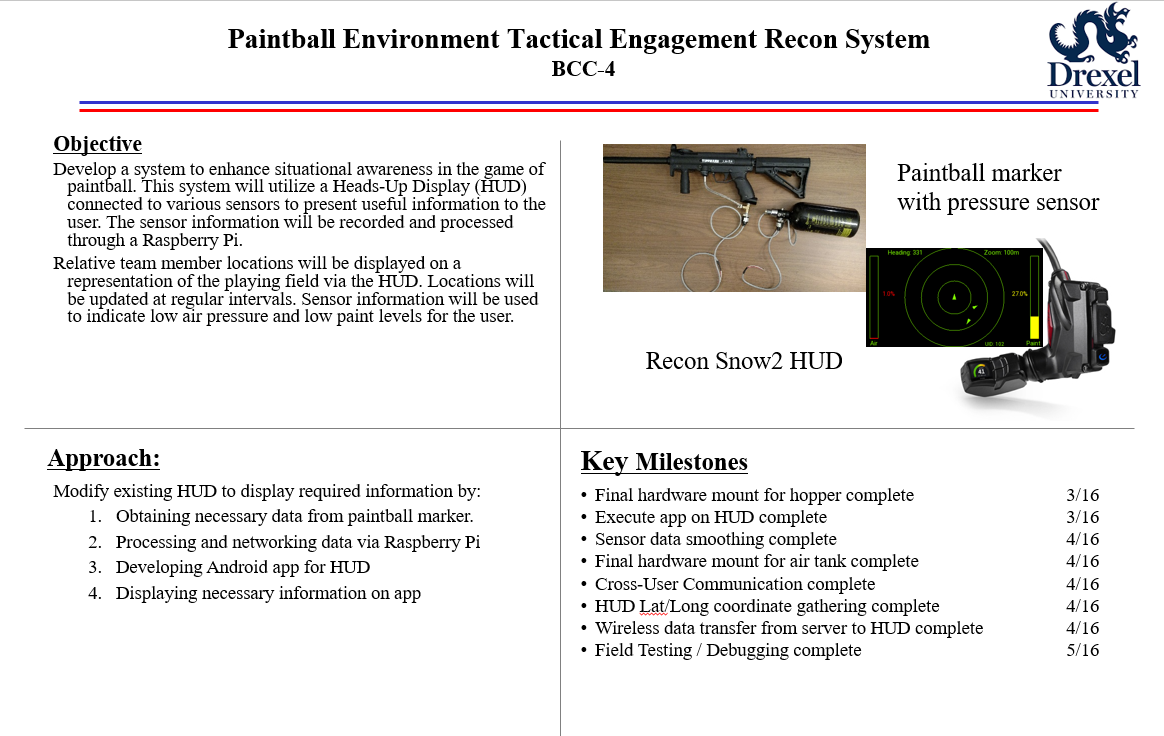 Paintball Environment Tactical Engagement Recon System
BCC-4
Drexel
UNIVERSITY
Objective
Develop a system to enhance situational awareness in the game of
paintball. This system will utilize a Heads-Up Display (HUD)
connected to various sensors to present useful information to the
user. The sensor information will be recorded and processed
through a Raspberry Pi.
Relative team member locations will be displayed on a
representation of the playing field via the HUD. Locations will
be updated at regular intervals. Sensor information will be used
to indicate low air pressure and low paint levels for the user.
Paintball marker
with pressure sensor
Heading: 331
Zoom: 100m
1.0%
27.0%
Air
UID: 102
Paint
41
Recon Snow2 HUD
Approach:
Modify existing HUD to display required information by:
1. Obtaining necessary data from paintball marker.
2. Processing and networking data via Raspberry Pi
3. Developing Android app for HUD
4. Displaying necessary information on app
Key Milestones
• Final hardware mount for hopper complete 3/16
• Execute app on HUD complete 3/16
• Sensor data smoothing complete 4/16
• Final hardware mount for air tank complete 4/16
• Cross-User Communication complete 4/16
• HUD Lat/Long coordinate gathering complete 4/16
• Wireless data transfer from server to HUD complete 4/16
• Field Testing / Debugging complete 5/16